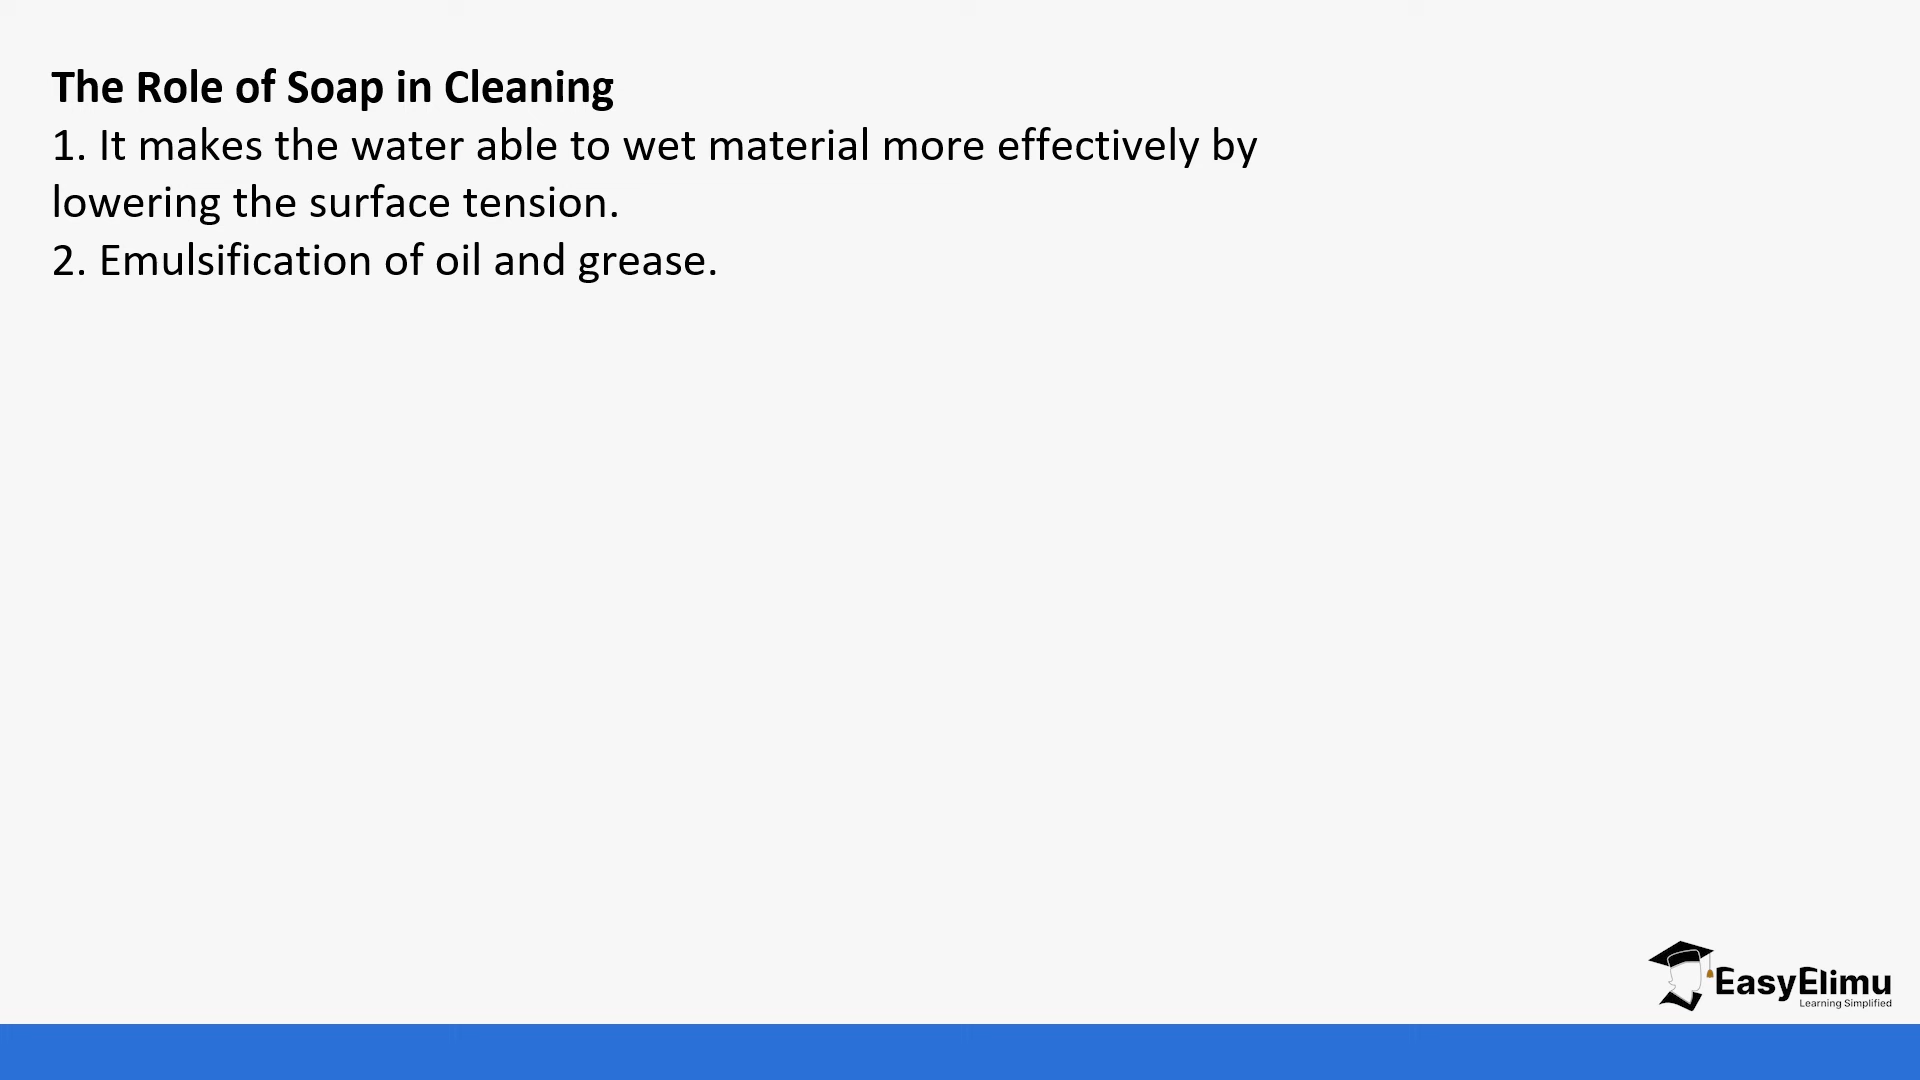 The Role of Soap in Cleaning
1. It makes the water able to wet material more effectively by
lowering the surface tension.
2. Emulsification of oil and grease.
EasyElimu
Learning Simplified